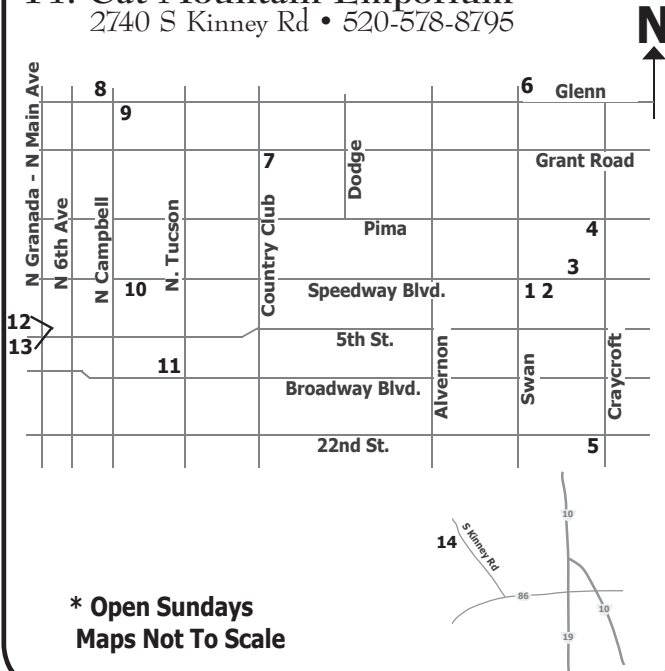 14. Cat Mountain Emporium
2740 S Kinney Rd • 520-578-8795
N
8
6
Glenn
9
N Granada - N Main Ave
7
Dodge
Grant Road
N 6th Ave
N Campbell
N. Tucson
Country Club
Pima
4
3
10
Speedway Blvd.
1 2
12
13
5th St.
11
Alvernon
Swan
Craycroft
Broadway Blvd.
22nd St.
5
10
14
S Kinney Rd
86
10
19
* Open Sundays
Maps Not To Scale